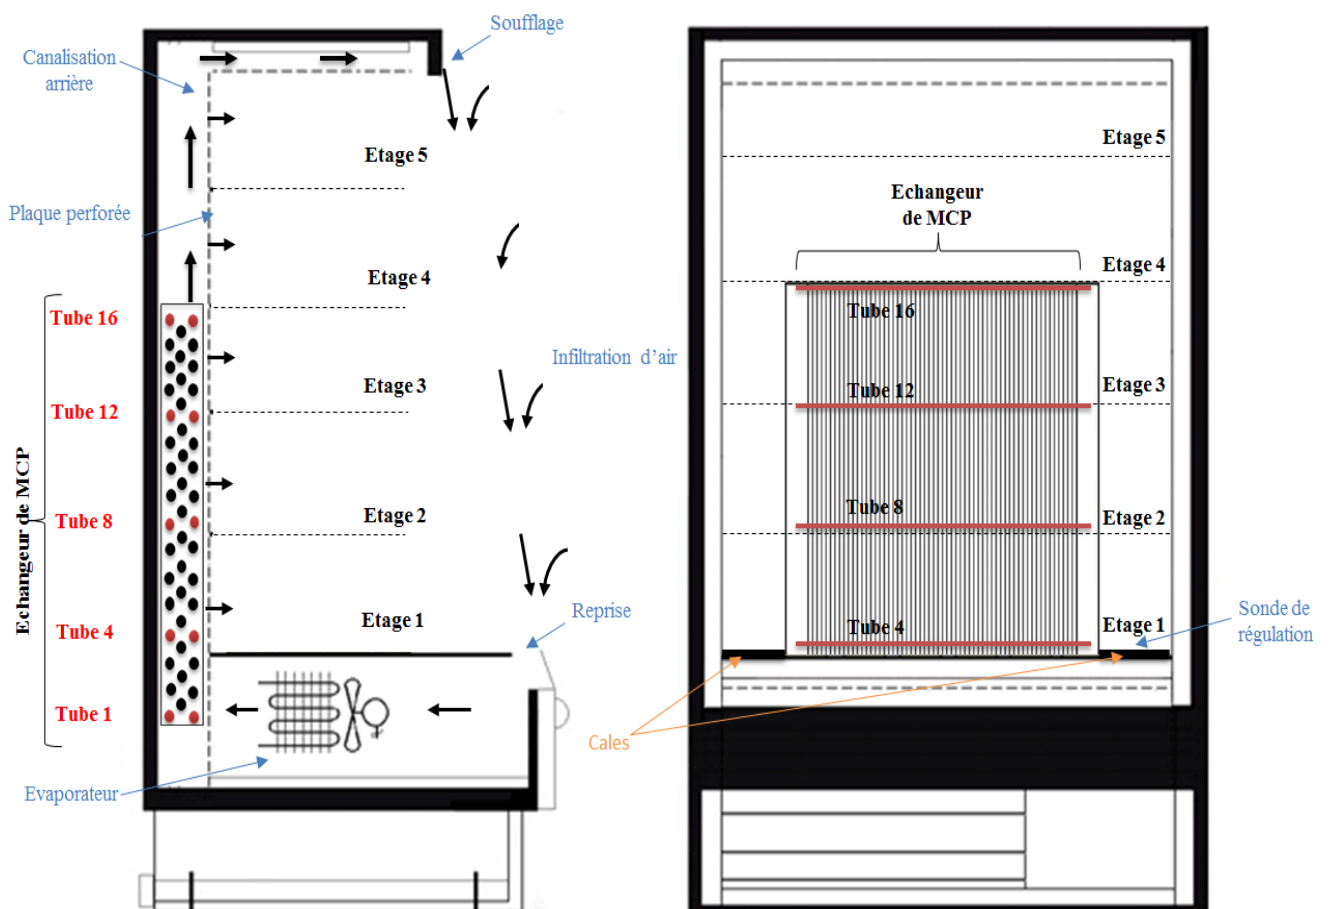 Soufflage
Canalisation
arrière
Etage 5
Plaque perforée
Etage 4
Tube 16
Infiltration d’air
Etage 3
Tube 12
Echangeur de MCP
Etage 2
Tube 8
Reprise
Etage 1
Tube 4
Tube 1
Cales
Evaporateur
Etage 5
Echangeur
de MCP
Etage 4
Tube 16
Etage 3
Tube 12
Tube 8
Etage 2
Sonde de
régulation
Etage 1
Tube 4